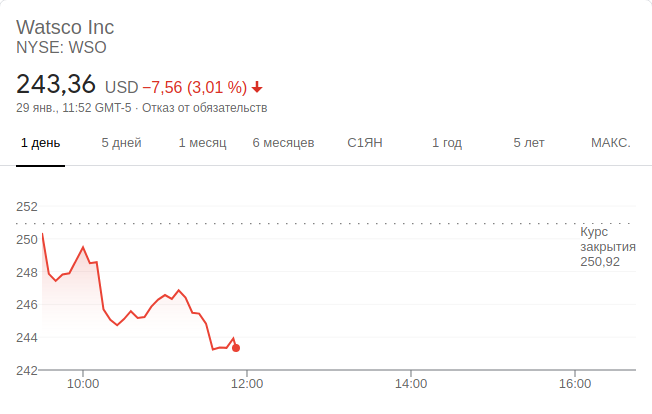 Watsco Inc
NYSE: WSO
243,36 USD −7,56 (3,01 %)
29 янв., 11:52 GMT-5 · Отказ от обязательств
1 день 5 дней 1 месяц 6 месяцев С1ЯН 1 год 5 лет МАКС.
252
Курс
250
закрытия
250,92
248
246
244
242
10:00 12:00 14:00 16:00